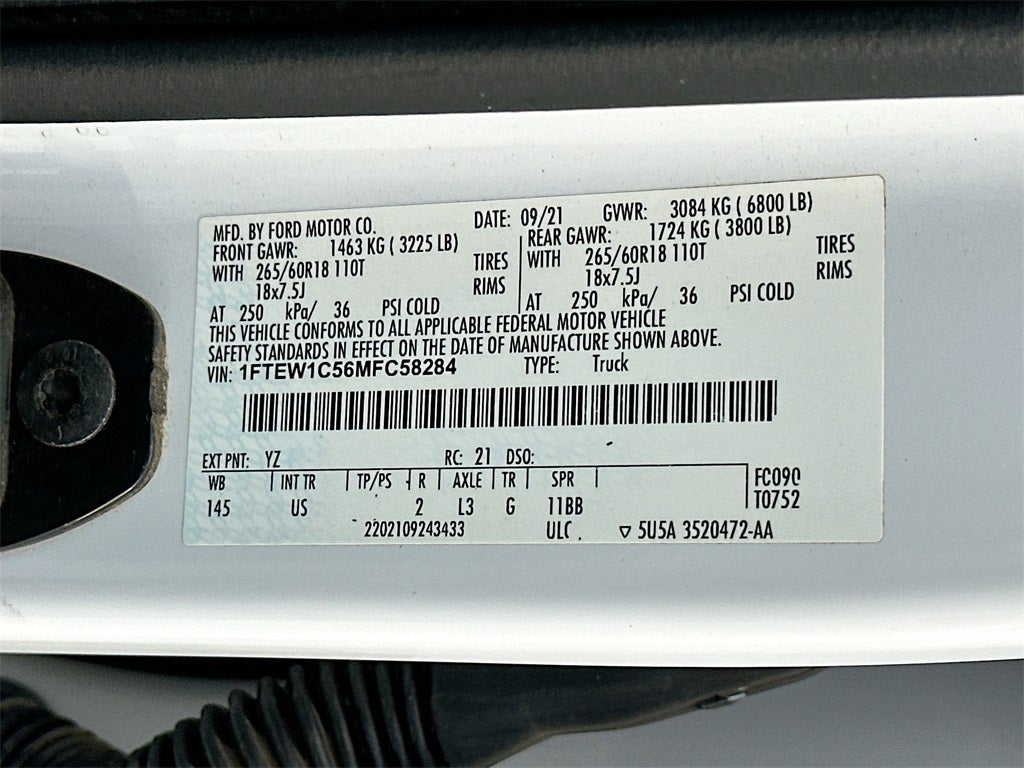 MFD. BY FORD MOTOR CO. DATE: 09/21 GVWR: 3084 KG ( 6800 LB)
FRONT GAWR: 1463 KG ( 3225 LB) REAR GAWR: 1724 KG ( 3800 LB)
WITH 265/60R18 110T TIRES WITH 265/60R18 110T TIRES
18x7.5J RIMS 18x7.5J RIMS
AT 250 kPa/ 36 PSI COLD AT 250 kPa/ 36 PSI COLD
THIS VEHICLE CONFORMS TO ALL APPLICABLE FEDERAL MOTOR VEHICLE
SAFETY STANDARDS IN EFFECT ON THE DATE OF MANUFACTURE SHOWN ABOVE.
VIN: 1FTEW1C56MFC58284 TYPE: Truck
EXT PNT: YZ RC: 21 DSO:
WB INT TR TP/PS R AXLE TR SPR FC090
145 US 2 L3 G 11BB T0752
2202109243433 ULC . ▽ 5U5A 3520472-AA